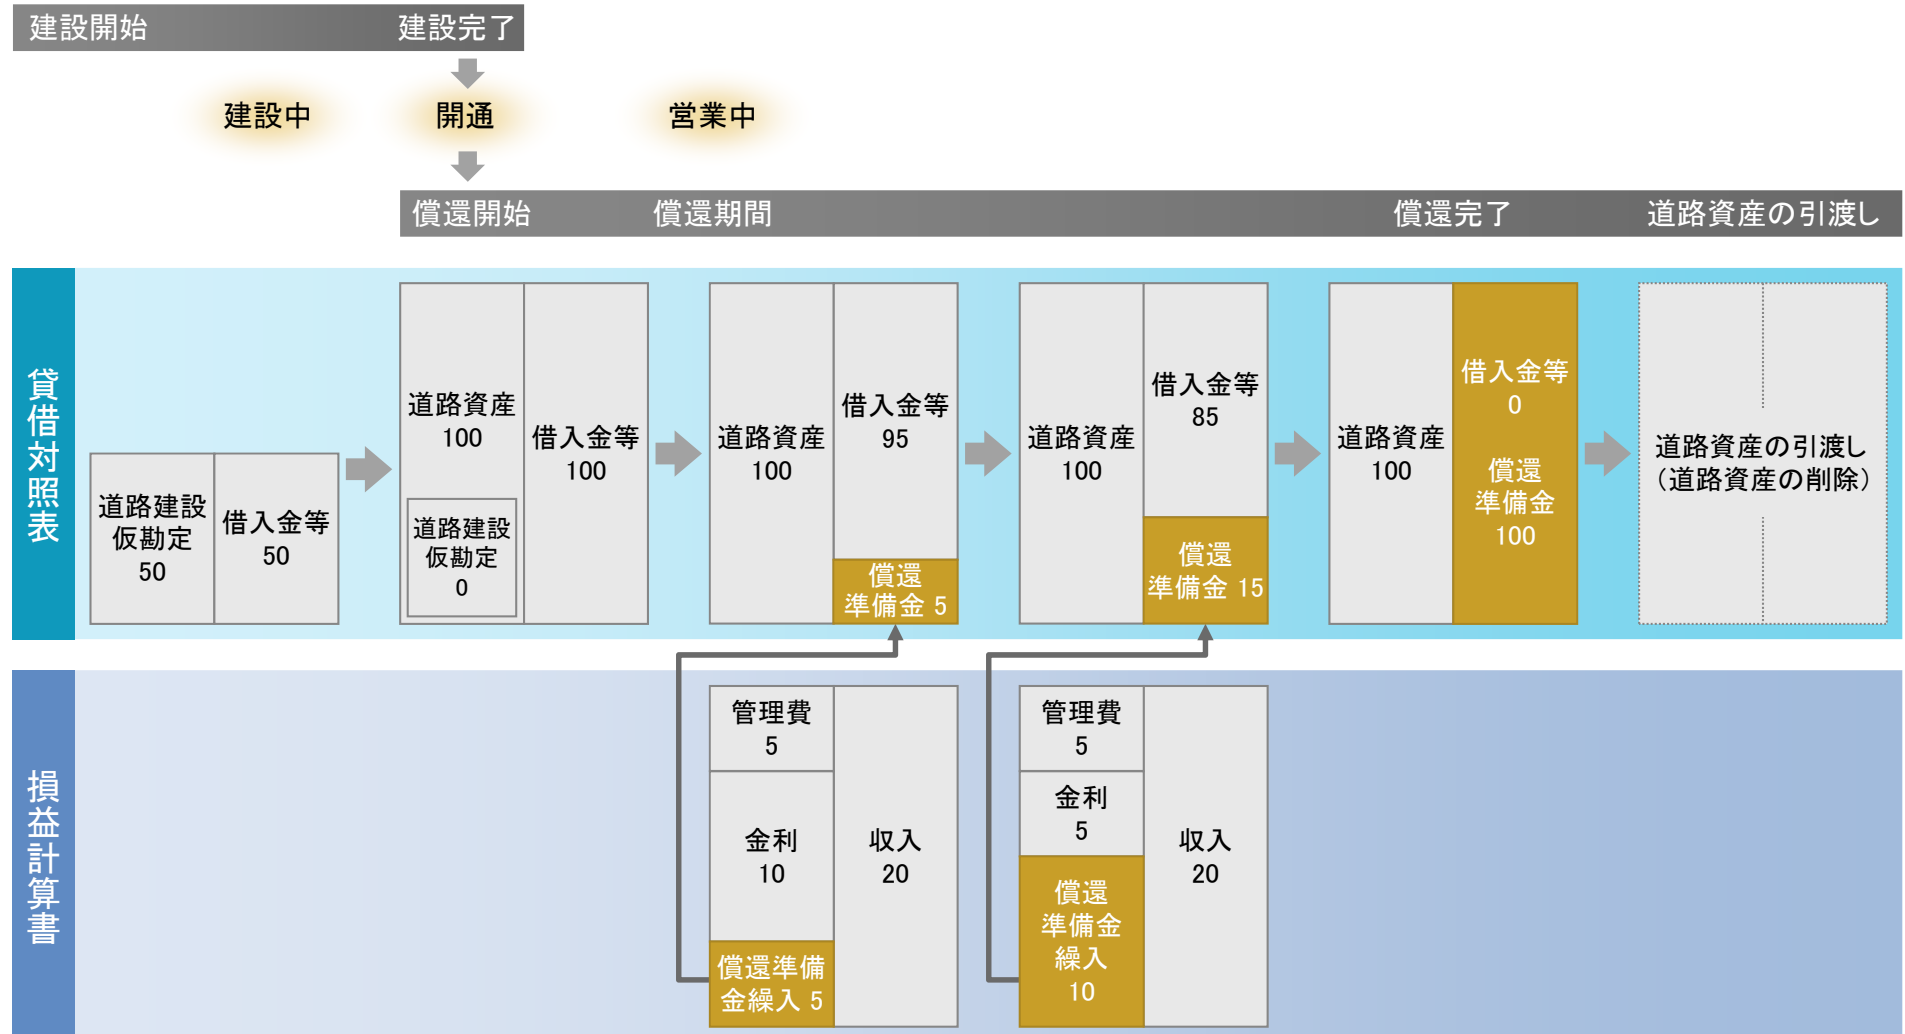 建設開始
建設完了
建設中
開通
営業中
償還開始
償還期間
償還完了
道路資産の引渡し
貸借対照表
道路建設
仮勘定
50
借入金等
50
道路資産
100
道路建設
仮勘定
0
借入金等
100
道路資産
100
借入金等
95
償還
準備金 5
道路資産
100
借入金等
85
償還
準備金 15
道路資産
100
借入金等
0
償還
準備金
100
道路資産の引渡し
（道路資産の削除）
損益計算書
管理費
5
金利
10
償還準備
金繰入 5
収入
20
管理費
5
金利
5
償還
準備金
繰入
10
収入
20